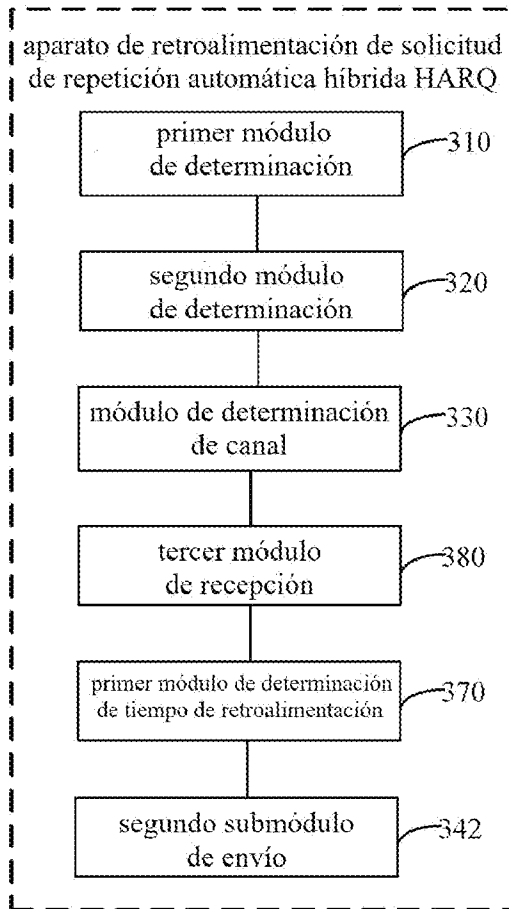 aparato de retroalimentación de solicitud
de repetición automática híbrida HARQ
primer módulo
de determinación
310
segundo módulo
de determinación
320
módulo de determinación
de canal
330
tercer módulo
de recepción
380
primer módulo de determinación
de tiempo de retroalimentación
370
segundo submódulo
de envío
342